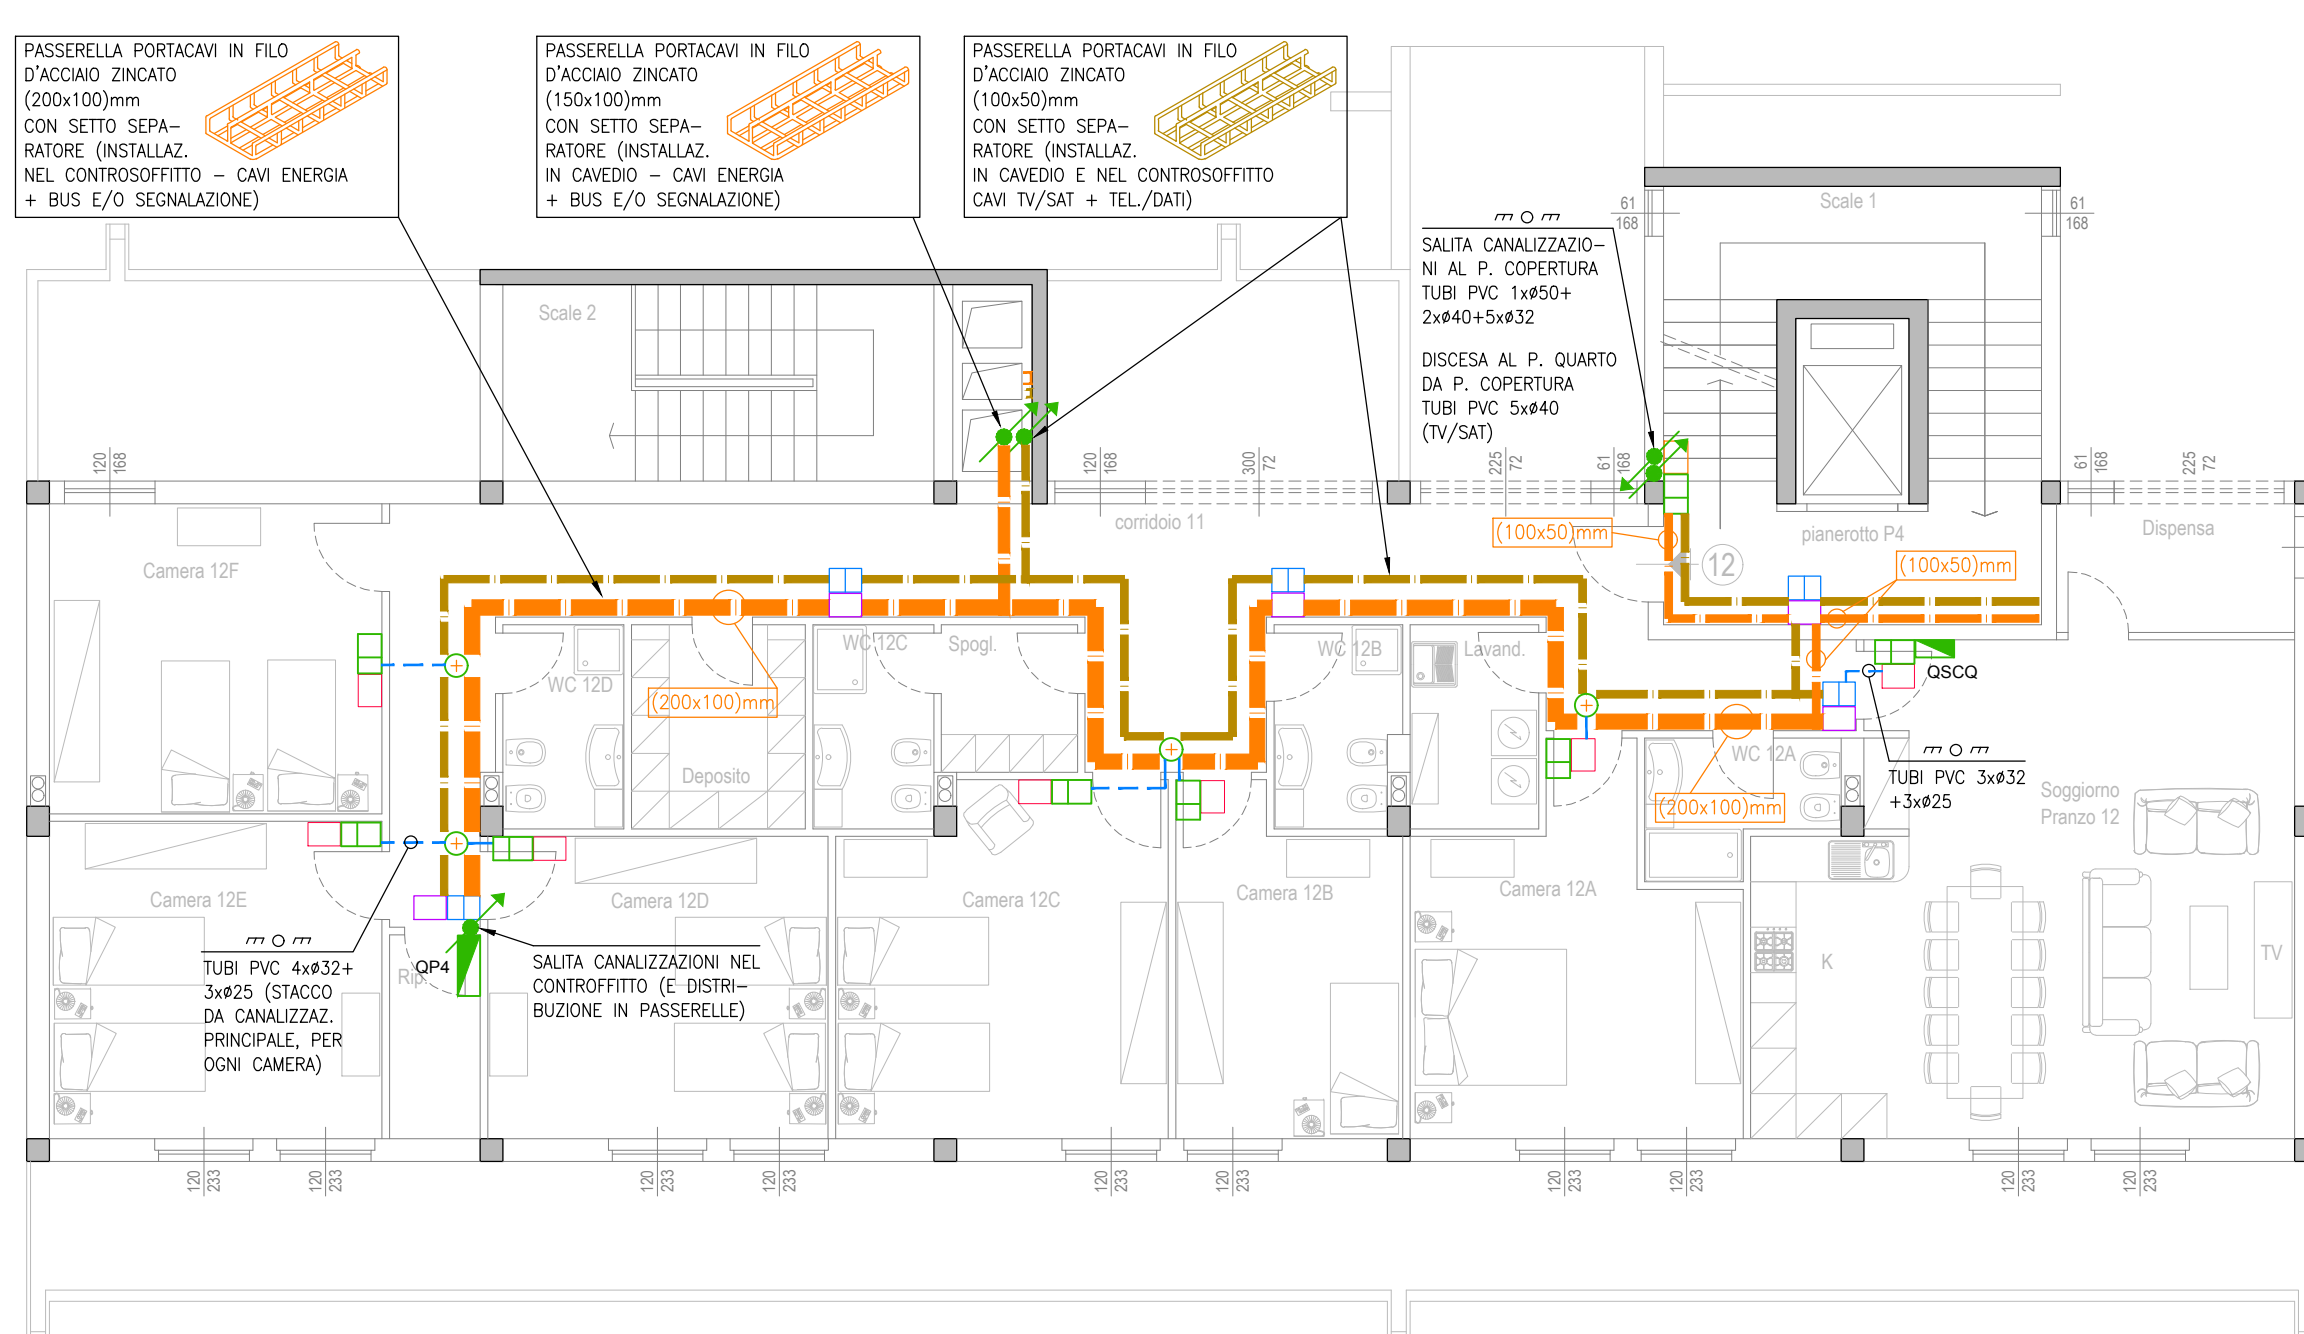 PASSERELLA PORTACAVI IN FILO
D'ACCIAIO ZINCATO
(200x100)mm
CON SETTO SEPA-
RATORE (INSTALLAZ.
NEL CONTROSOFFITTO - CAVI ENERGIA
+ BUS E/O SEGNALAZIONE)
PASSERELLA PORTACAVI IN FILO
D'ACCIAIO ZINCATO
(150x100)mm
CON SETTO SEPA-
RATORE (INSTALLAZ.
IN CAVEDIO - CAVI ENERGIA
+ BUS E/O SEGNALAZIONE)
PASSERELLA PORTACAVI IN FILO
D'ACCIAIO ZINCATO
(100x50)mm
CON SETTO SEPA-
RATORE (INSTALLAZ.
IN CAVEDIO E NEL CONTROSOFFITTO
CAVI TV/SAT + TEL./DATI)
SALITA CANALIZZAZIO-
NI AL P. COPERTURA
TUBI PVC 1xø50+
2xø40+5xø32
DISCESA AL P. QUARTO
DA P. COPERTURA
TUBI PVC 5xø40
(TV/SAT)
61
168
Scale 1
61
168
Scale 2
120
168
120
168
300
72
225
72
61
168
61
168
225
72
corridoio 11
(100x50)mm
pianerotto P4
Dispensa
12
(100x50)mm
Camera 12F
WC 12D
(200x100)mm
WC 12C
Spogl.
WC 12B
Lavand.
QSCQ
Deposito
WC 12A
(200x100)mm
TUBI PVC 3xø32
+3xø25
Soggiorno
Pranzo 12
Camera 12E
Camera 12D
Camera 12C
Camera 12B
Camera 12A
K
TV
QP4
Rip.
TUBI PVC 4xø32+
3xø25 (STACCO
DA CANALIZZAZ.
PRINCIPALE, PER
OGNI CAMERA)
SALITA CANALIZZAZIONI NEL
CONTROFFITTO (E DISTRI-
BUZIONE IN PASSERELLE)
120
233
120
233
120
233
120
233
120
233
120
233
120
233
120
233
120
233
120
233